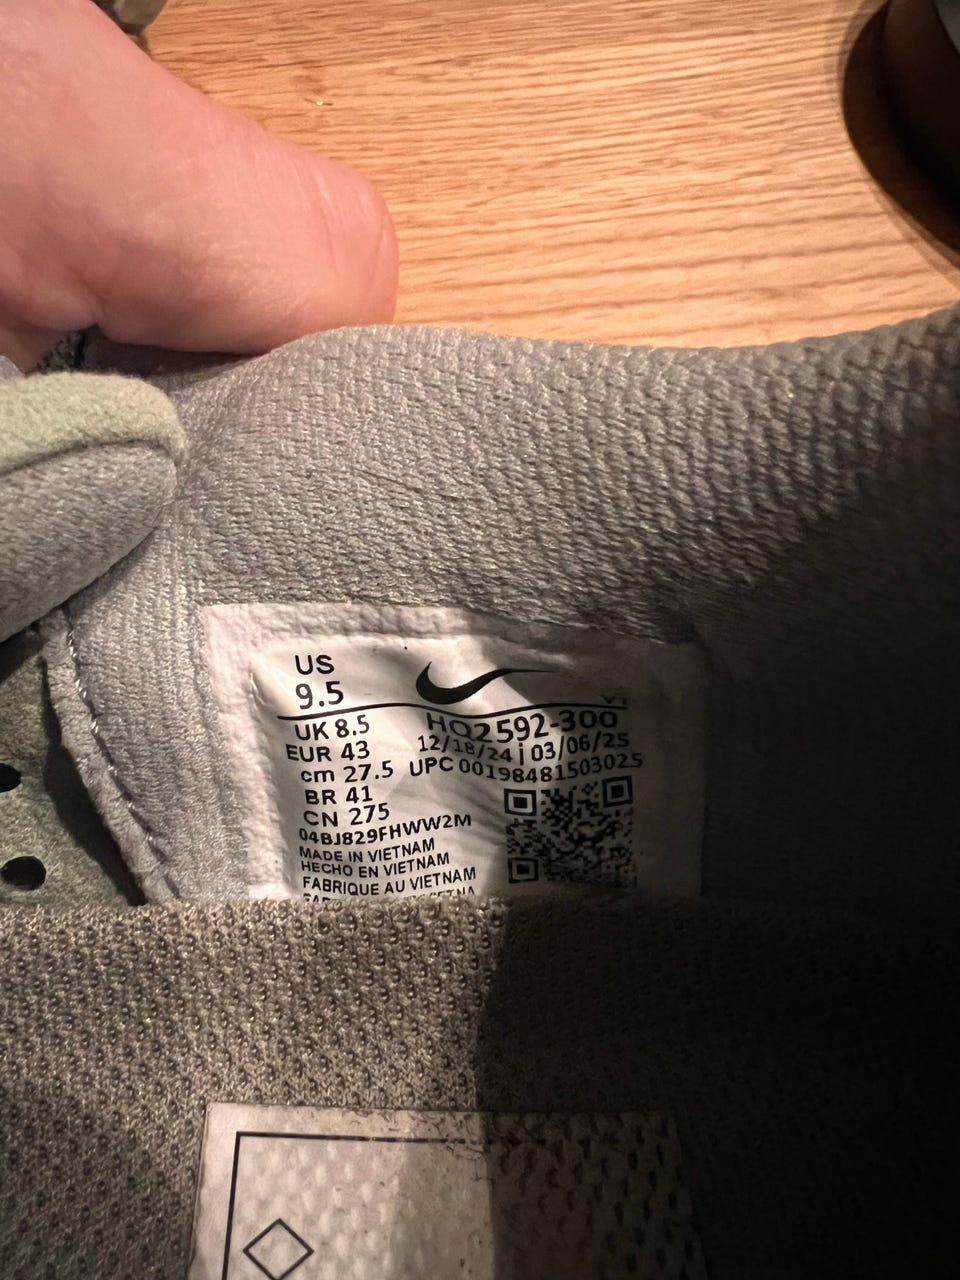 US
9.5
VT
UK 8.5
HQ2592-300
EUR 43
12/18/24 | 03/06/25
cm 27.5
UPC 00198481503025
BR 41
CN 275
04BJ829FHWW2M
MADE IN VIETNAM
HECHO EN VIETNAM
FABRIQUE AU VIETNAM